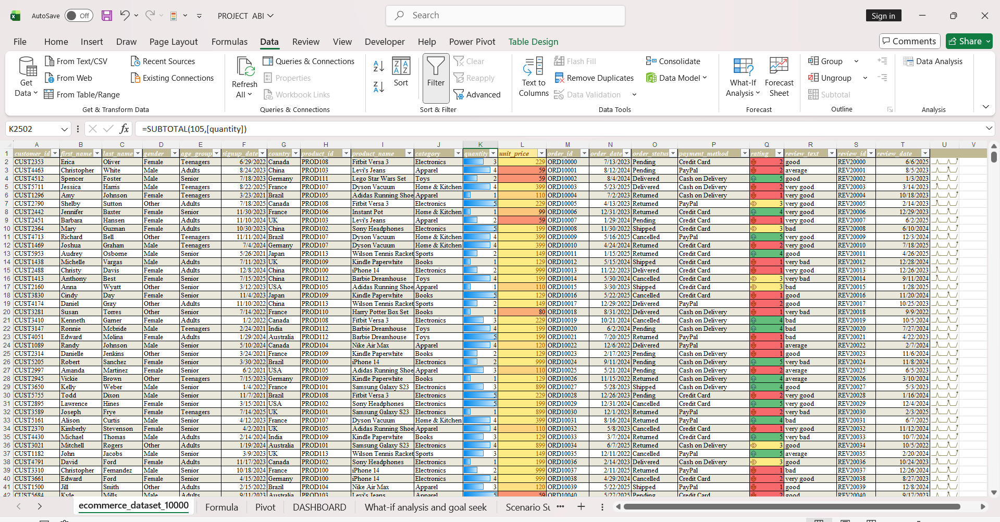 AutoSave Off PROJECT ABI Search Sign in
File Home Insert Draw Page Layout Formulas Data Review View Developer Help Power Pivot Table Design Comments Share
Get Data From Text/CSV From Web From Table/Range Recent Sources Existing Connections
Refresh All Queries & Connections Properties Workbook Links
Sort Filter Clear Reapply Advanced
Text to Columns Flash Fill Remove Duplicates Data Validation Consolidate Data Model
What-If Analysis Forecast Sheet Group Ungroup Subtotal Data Analysis
Get & Transform Data Queries & Connections Sort & Filter Data Tools Forecast Outline Analysis
K2502 fx =SUBTOTAL(105,[quantity])
A B C D E F G H I J K L M N O P Q R S T U V
1 customer_id first_name last_name gender age_group signup_date country product_id product_name category quantity unit_price order_id order_date order_status payment_method rating review_text review_id review_date
2 CUST2353 Erica Oliver Female Teenagers 6/29/2022 Canada PROD108 Fitbit Versa 3 Electronics 3 229 ORD10000 7/13/2023 Pending Credit Card 2 good REV20000 6/6/2025
3 CUST4463 Christopher White Male Adults 8/24/2023 China PROD103 Levi's Jeans Apparel 4 59 ORD10001 8/12/2024 Pending PayPal 2 average REV20001 8/5/2023
4 CUST4512 Spencer Foster Male Senior 7/18/2023 Germany PROD111 Lego Star Wars Set Toys 2 59 ORD10002 8/4/2024 Delivered Cash on Delivery 5 good REV20002 1/3/2023
5 CUST5711 Jessica Harris Male Teenagers 8/22/2025 France PROD107 Dyson Vacuum Home & Kitchen 4 399 ORD10003 5/23/2025 Delivered Cash on Delivery 2 very good REV20003 3/14/2023
6 CUST1296 Amy Johnson Female Teenagers 3/23/2021 Brazil PROD105 Adidas Running Shoe Apparel 1 110 ORD10004 7/2/2023 Returned Cash on Delivery 1 very good REV20004 10/18/2023
7 CUST2790 Shelby Sutton Other Adults 7/18/2025 Canada PROD108 Fitbit Versa 3 Electronics 5 229 ORD10005 4/13/2023 Returned PayPal 3 very good REV20005 2/14/2023
8 CUST2442 Jennifer Baxter Female Senior 11/30/2023 France PROD106 Instant Pot Home & Kitchen 1 99 ORD10006 12/31/2023 Returned Credit Card 4 very good REV20006 12/29/2023
9 CUST2451 Barbara Hansen Female Adults 11/10/2024 UK PROD103 Levi's Jeans Apparel 2 59 ORD10007 1/29/2024 Pending Credit Card 1 very good REV20007 6/2/2025
10 CUST2364 Mary Guzman Female Adults 10/30/2023 China PROD102 Sony Headphones Electronics 5 199 ORD10008 11/30/2022 Shipped Credit Card 3 bad REV20008 6/10/2024
11 CUST4713 Richard Bell Other Teenagers 11/11/2024 Brazil PROD107 Dyson Vacuum Home & Kitchen 4 399 ORD10009 5/16/2025 Cancelled PayPal 5 very good REV20009 12/3/2024
12 CUST1469 Joshua Graham Male Teenagers 7/4/2024 Germany PROD107 Dyson Vacuum Home & Kitchen 4 399 ORD10010 4/24/2024 Returned Credit Card 2 very good REV20010 7/18/2025
13 CUST5953 Audrey Osborne Male Senior 5/26/2021 Japan PROD113 Wilson Tennis Racket Sports 2 149 ORD10011 1/15/2025 Returned Credit Card 4 good REV20011 4/26/2025
14 CUST1438 Michelle Vargas Male Adults 7/11/2023 UK PROD109 Kindle Paperwhite Books 1 129 ORD10012 5/15/2024 Shipped Credit Card 1 very bad REV20012 12/28/2024
15 CUST2488 Christy Davis Female Adults 12/8/2024 China PROD100 iPhone 14 Electronics 2 999 ORD10013 11/22/2023 Delivered Credit Card 1 very good REV20013 12/26/2023
16 CUST1413 Anthony Best Female Senior 7/15/2025 China PROD112 Barbie Dreamhouse Toys 4 199 ORD10014 5/30/2024 Cancelled Credit Card 3 very bad REV20014 9/11/2024
17 CUST2160 Anna Wyatt Other Senior 3/12/2023 USA PROD105 Adidas Running Shoe Apparel 1 110 ORD10015 3/30/2023 Shipped Credit Card 3 bad REV20015 1/28/2025
18 CUST3830 Cindy Day Female Senior 11/4/2023 Japan PROD109 Kindle Paperwhite Books 5 129 ORD10016 5/22/2025 Cancelled Credit Card 1 good REV20016 11/20/2024
19 CUST4174 Daniel Gray Other Adults 11/10/2022 China PROD113 Wilson Tennis Racket Sports 2 149 ORD10017 12/29/2022 Delivered PayPal 2 good REV20017 10/25/2023
20 CUST3281 Susan Torres Other Senior 7/14/2022 France PROD110 Harry Potter Box Set Books 1 80 ORD10018 8/31/2022 Delivered Cash on Delivery 1 very bad REV20018 9/9/2022
21 CUST3410 Kenneth Garner Female Adults 1/2/2022 Canada PROD108 Fitbit Versa 3 Electronics 3 229 ORD10019 10/21/2024 Cancelled Cash on Delivery 4 bad REV20019 10/5/2024
22 CUST3147 Ronnie Mcbride Male Teenagers 2/24/2021 India PROD112 Barbie Dreamhouse Toys 4 199 ORD10020 6/2/2024 Pending Cash on Delivery 4 bad REV20020 7/27/2024
23 CUST4051 Edward Molina Female Adults 1/29/2024 Australia PROD112 Barbie Dreamhouse Toys 5 199 ORD10021 7/20/2025 Returned PayPal 1 bad REV20021 4/22/2023
24 CUST1089 Randy Johnson Male Senior 5/10/2024 Canada PROD104 Nike Air Max Apparel 4 120 ORD10022 12/6/2022 Delivered PayPal 1 average REV20022 2/7/2024
25 CUST2314 Danielle Jenkins Other Senior 3/24/2021 France PROD109 Kindle Paperwhite Books 2 129 ORD10023 2/17/2023 Pending Cash on Delivery 1 good REV20023 11/6/2024
26 CUST5205 Robert Sanchez Female Senior 3/30/2022 Brazil PROD100 iPhone 14 Electronics 2 999 ORD10024 9/11/2024 Pending Cash on Delivery 5 very bad REV20024 11/8/2024
27 CUST2997 Amanda Martinez Female Senior 6/2/2021 USA PROD105 Adidas Running Shoe Apparel 3 110 ORD10025 5/21/2024 Pending Cash on Delivery 2 average REV20025 6/5/2023
28 CUST2945 Vickie Brown Other Teenagers 7/15/2023 Germany PROD109 Kindle Paperwhite Books 1 129 ORD10026 11/15/2022 Returned Cash on Delivery 4 average REV20026 3/10/2024
29 CUST3650 Kelly Weber Male Senior 1/4/2022 France PROD101 Samsung Galaxy S23 Electronics 3 899 ORD10027 5/28/2023 Shipped Cash on Delivery 4 good REV20027 5/3/2023
30 CUST5755 Todd Dixon Male Senior 11/7/2021 Brazil PROD108 Fitbit Versa 3 Electronics 5 229 ORD10028 12/26/2023 Pending Credit Card 2 very good REV20028 1/16/2024
31 CUST2895 Lawrence Hines Female Senior 3/15/2021 USA PROD102 Sony Headphones Electronics 5 199 ORD10029 12/31/2024 Cancelled Credit Card 5 very good REV20029 12/4/2024
32 CUST3589 Joseph Frye Female Teenagers 7/14/2025 UK PROD101 Samsung Galaxy S23 Electronics 1 899 ORD10030 12/1/2023 Returned PayPal 2 very bad REV20030 2/3/2025
33 CUST5161 Alison Curtis Male Senior 4/12/2023 France PROD107 Dyson Vacuum Home & Kitchen 4 399 ORD10031 8/16/2024 Returned PayPal 4 bad REV20031 6/7/2025
34 CUST2370 Kimberly Stevenson Female Senior 4/2/2021 UK PROD105 Adidas Running Shoe Apparel 4 110 ORD10032 5/8/2023 Cancelled Credit Card 1 very good REV20032 11/12/2024
35 CUST4430 Michael Thomas Male Adults 2/14/2024 India PROD109 Kindle Paperwhite Books 3 129 ORD10033 3/7/2024 Returned Credit Card 5 very bad REV20033 10/7/2024
36 CUST3021 Mitchell Rogers Other Adults 1/19/2024 Australia PROD101 Samsung Galaxy S23 Electronics 4 899 ORD10034 6/7/2025 Returned Cash on Delivery 3 good REV20034 10/5/2022
37 CUST1182 John Jacobs Male Senior 3/9/2023 UK PROD113 Wilson Tennis Racket Sports 3 149 ORD10035 12/11/2022 Cancelled PayPal 5 average REV20035 2/20/2024
38 CUST4791 David Ford Female Adults 11/17/2023 Canada PROD102 Sony Headphones Electronics 1 199 ORD10036 2/14/2023 Delivered Cash on Delivery 3 good REV20036 10/24/2023
39 CUST3310 Christopher Fernandez Male Senior 10/18/2024 France PROD100 iPhone 14 Electronics 2 999 ORD10037 2/11/2025 Returned PayPal 1 bad REV20037 12/26/2024
40 CUST3661 Edward Ford Female Senior 4/15/2022 Germany PROD100 iPhone 14 Electronics 4 999 ORD10038 4/29/2024 Cancelled Credit Card 2 very good REV20038 8/27/2023
41 CUST1500 Jill Smith Other Adults 2/15/2022 Brazil PROD104 Nike Air Max Apparel 3 120 ORD10039 5/22/2025 Shipped PayPal 1 good REV20039 12/8/2024
42 CUST5684 Kyle Mills Male Adults 9/11/2023 Australia PROD103 Levi's Jeans Apparel 5 59 ORD10040 5/27/2025 Pending Credit Card 2 good REV20040 9/17/2023
ecommerce_dataset_10000 Formula Pivot DASHBOARD What-if analysis and goal seek Scenario Su